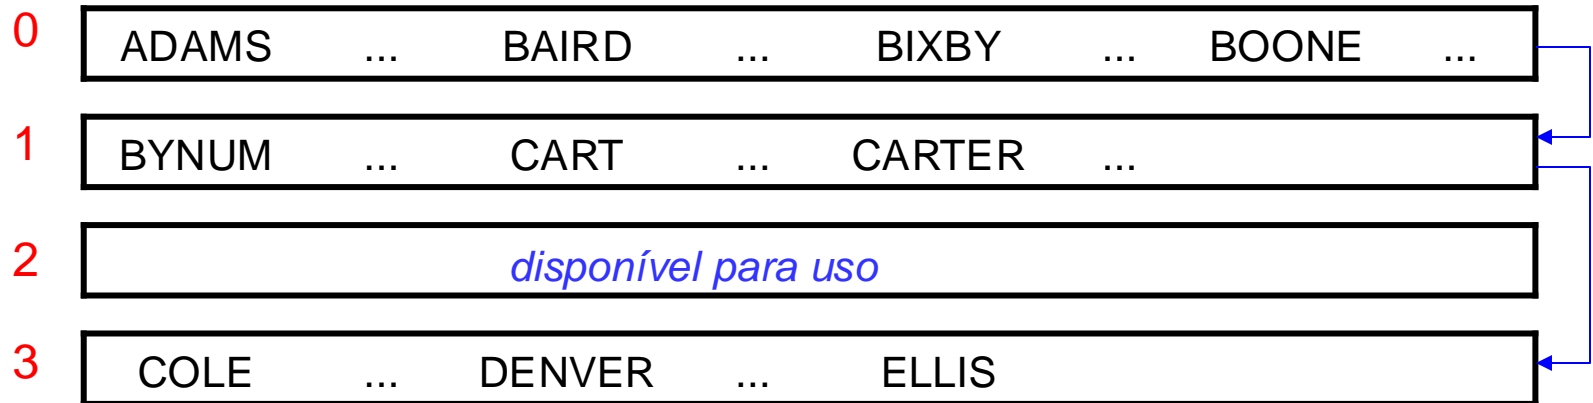 0 ADAMS ... BAIRD ... BIXBY ... BOONE ...
1 BYNUM ... CART ... CARTER ...
2 disponível para uso
3 COLE ... DENVER ... ELLIS